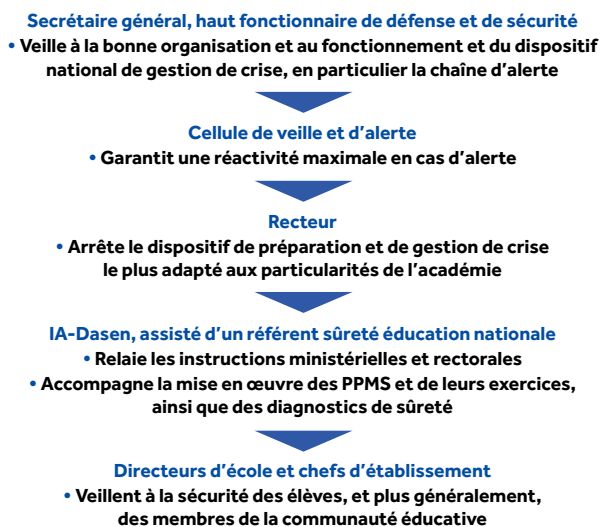 Secrétaire général, haut fonctionnaire de défense et de sécurité
• Veille à la bonne organisation et au fonctionnement et du dispositif
national de gestion de crise, en particulier la chaîne d'alerte
Cellule de veille et d'alerte
• Garantit une réactivité maximale en cas d'alerte
Recteur
• Arrête le dispositif de préparation et de gestion de crise
le plus adapté aux particularités de l'académie
IA-Dasen, assisté d'un référent sûreté éducation nationale
• Relaie les instructions ministérielles et rectorales
• Accompagne la mise en œuvre des PPMS et de leurs exercices,
ainsi que des diagnostics de sûreté
Directeurs d'école et chefs d'établissement
• Veillent à la sécurité des élèves, et plus généralement,
des membres de la communauté éducative